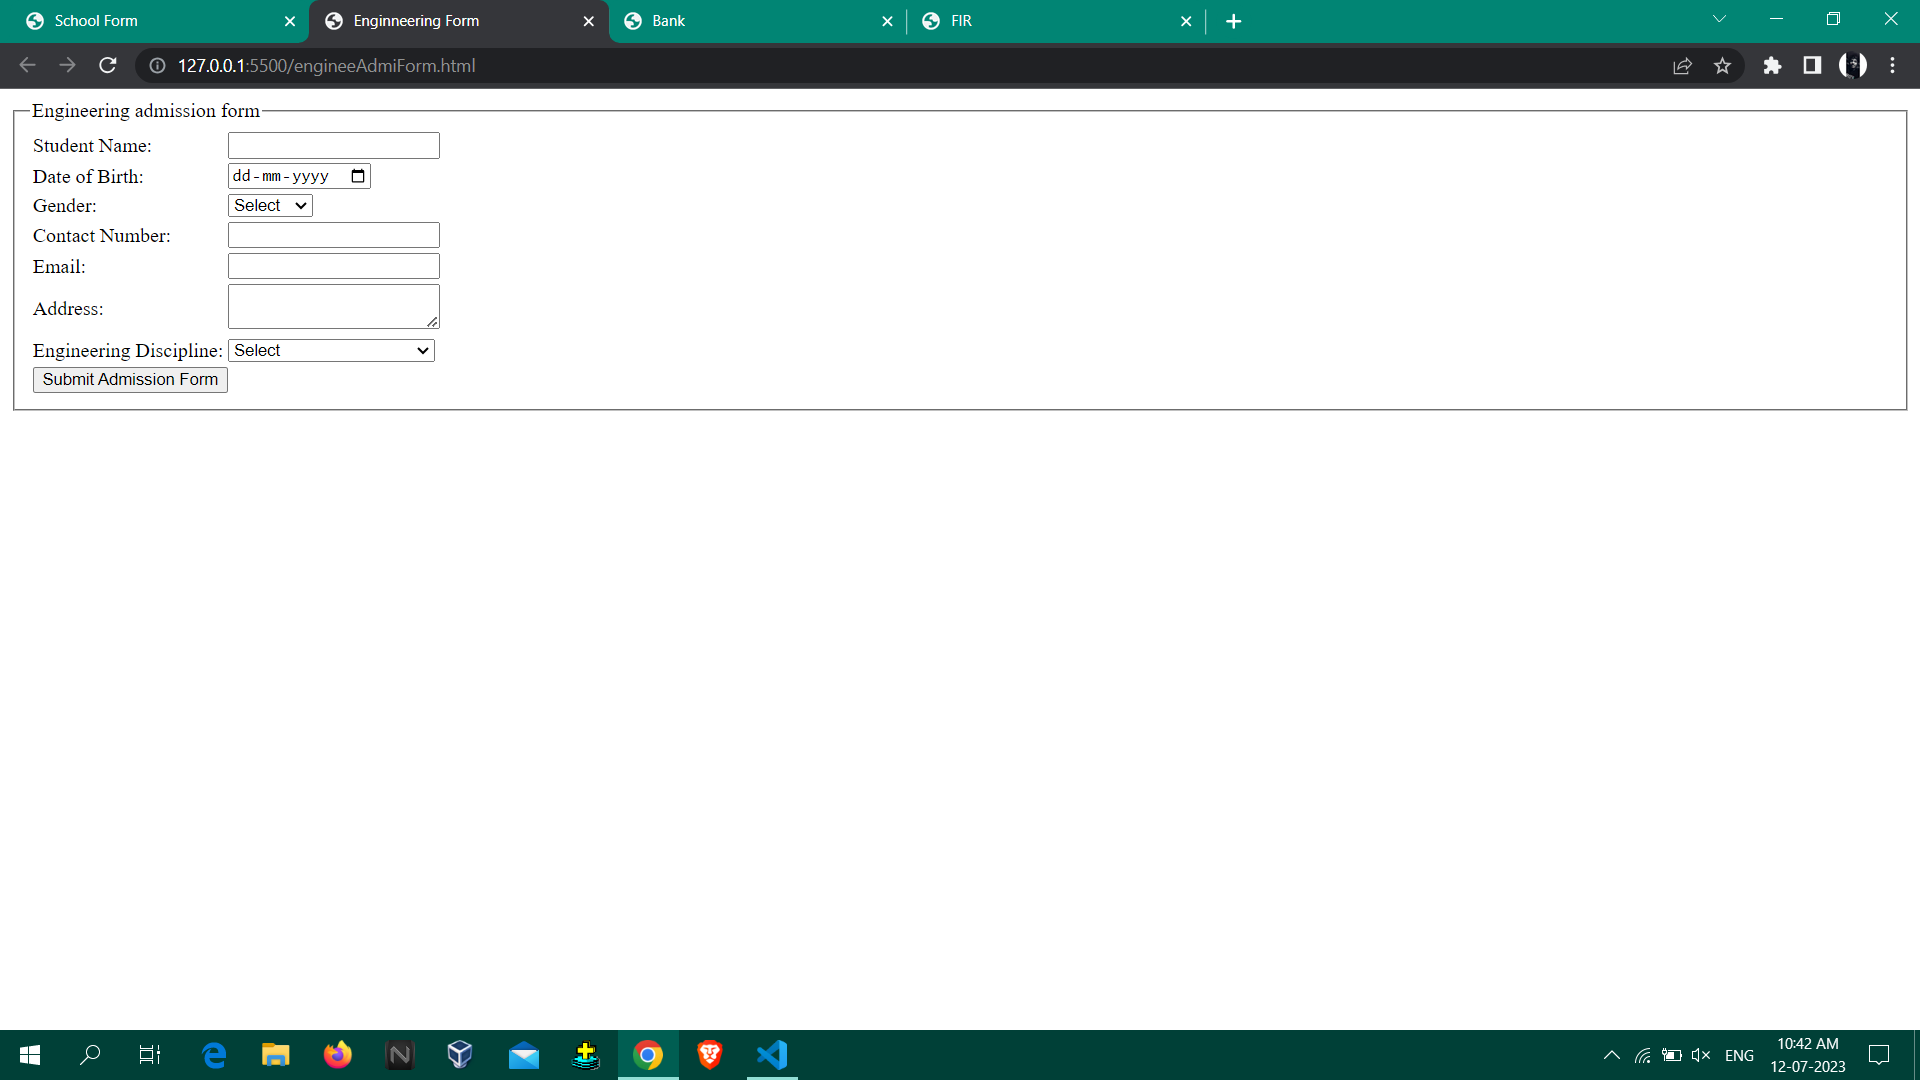 School Form
Enginneering Form
Bank
FIR
127.0.0.1:5500/engineeAdmiForm.html
Engineering admission form
Student Name:
Date of Birth: dd-mm-yyyy
Gender: Select
Contact Number:
Email:
Address:
Engineering Discipline: Select
Submit Admission Form
ENG
10:42 AM
12-07-2023